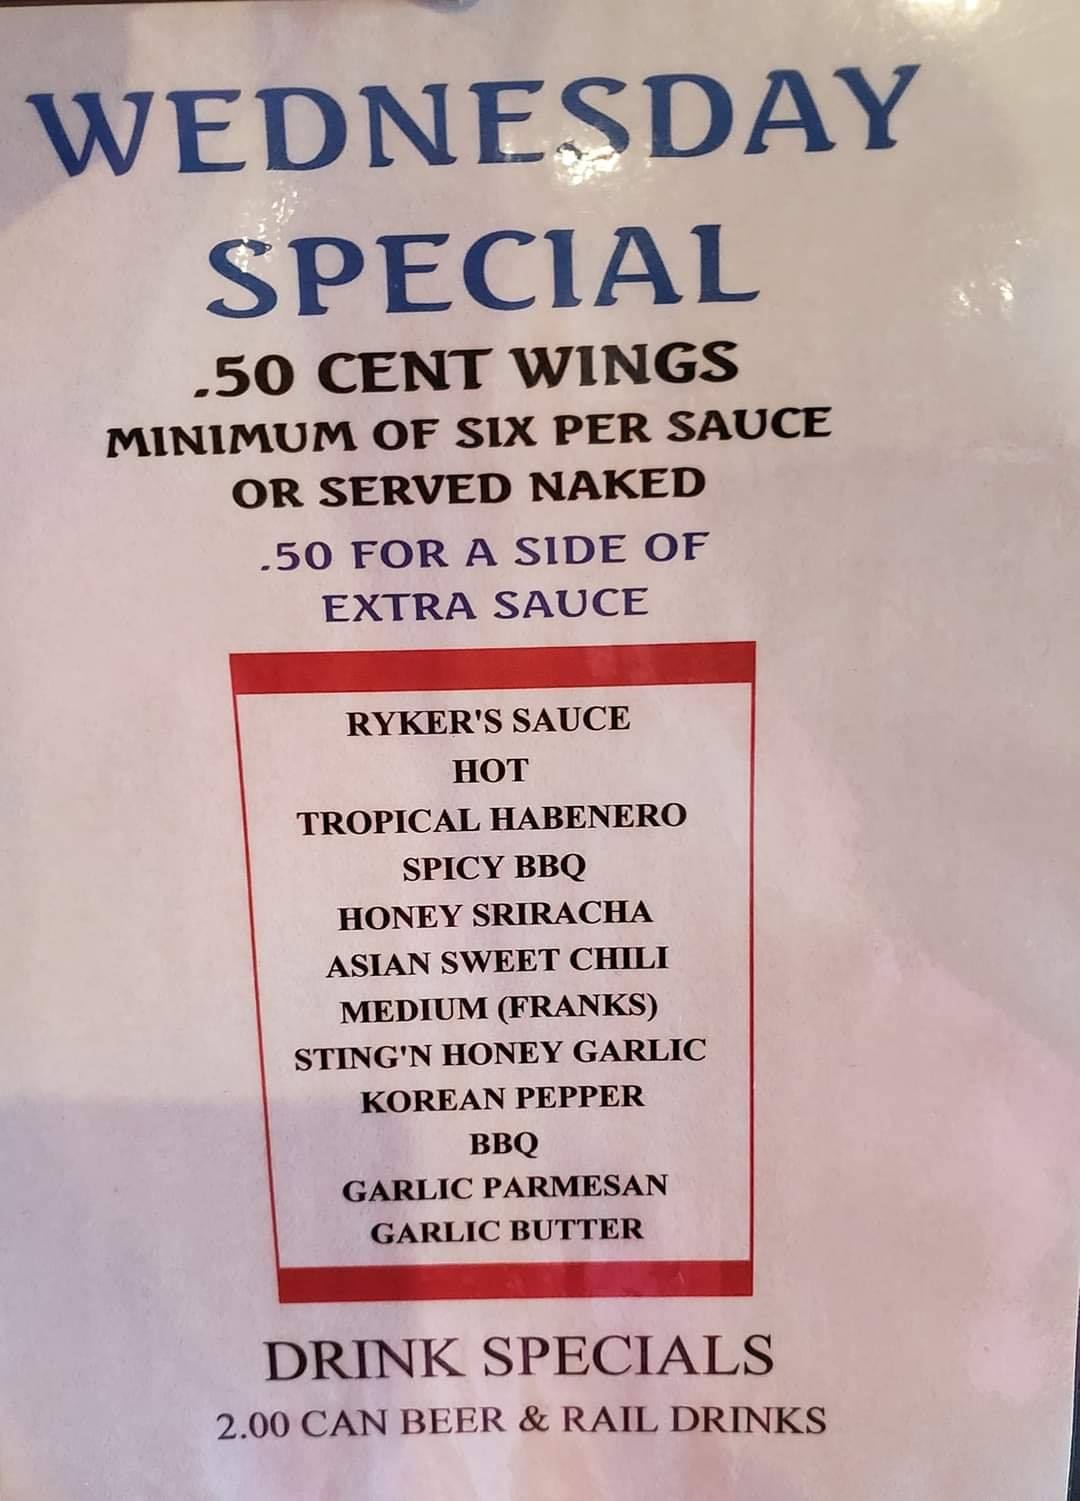 WEDNESDAY
SPECIAL
.50 CENT WINGS
MINIMUM OF SIX PER SAUCE
OR SERVED NAKED
.50 FOR A SIDE OF
EXTRA SAUCE
RYKER'S SAUCE
HOT
TROPICAL HABENERO
SPICY BBQ
HONEY SRIRACHA
ASIAN SWEET CHILI
MEDIUM (FRANKS)
STING'N HONEY GARLIC
KOREAN PEPPER
BBQ
GARLIC PARMESAN
GARLIC BUTTER
DRINK SPECIALS
2.00 CAN BEER & RAIL DRINKS